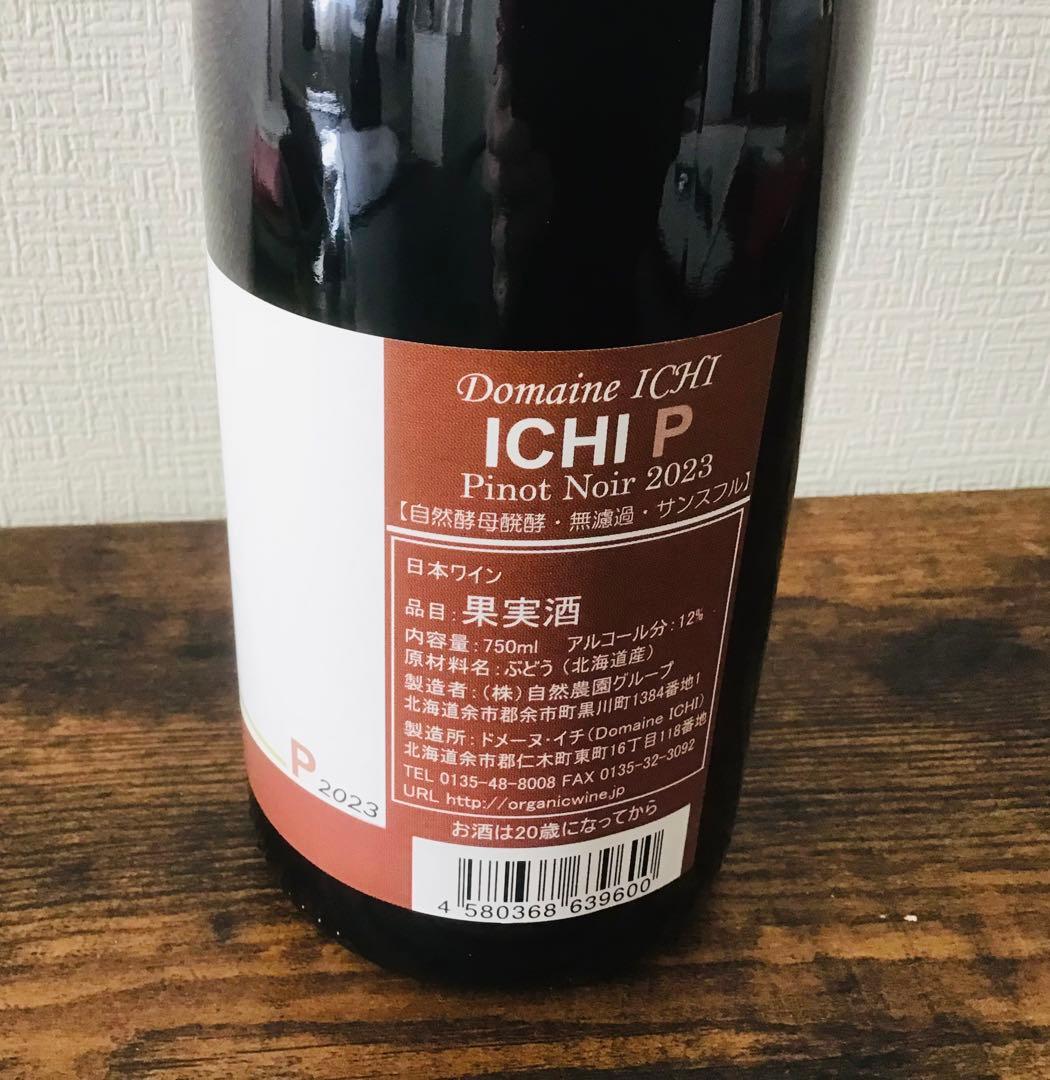 Domaine ICHI
ICHI P
Pinot Noir 2023
【自然酵母醗酵・無濾過・サンスフル】
日本ワイン
品目：果実酒
内容量：750ml アルコール分：12%
原材料名：ぶどう（北海道産）
製造者：（株）自然農園グループ
北海道余市郡余市町黒川町1384番地1
製造所：ドメーヌ・イチ（Domaine ICHI）
北海道余市郡仁木町東町16丁目118番地
TEL 0135-48-8008 FAX 0135-32-3092
URL http://organicwine.jp
お酒は20歳になってから
4 580368 639600
P 2023